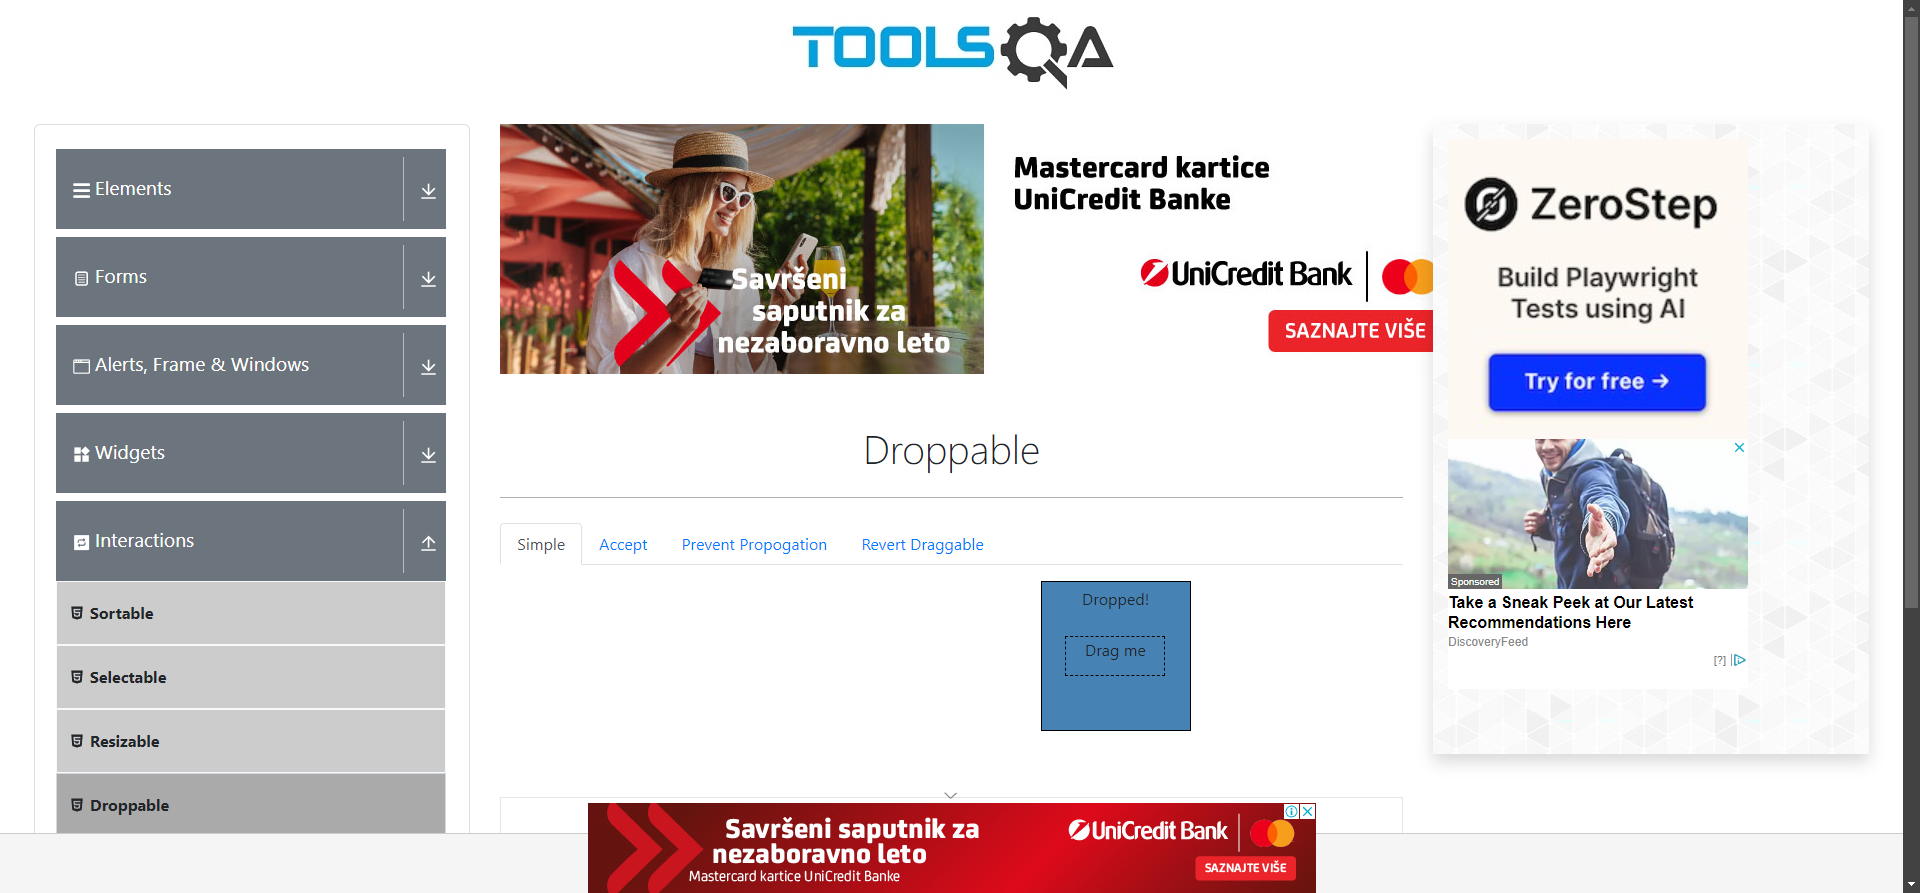 TOOLSQA
Elements
Forms
Alerts, Frame & Windows
Widgets
Interactions
Sortable
Selectable
Resizable
Droppable
Savršeni
saputnik za
nezaboravno leto
Mastercard kartice
UniCredit Banke
UniCredit Bank
SAZNAJTE VIŠE
Droppable
Simple
Accept
Prevent Propogation
Revert Draggable
Dropped!
Drag me
ZeroStep
Build Playwright
Tests using AI
Try for free →
Sponsored
Take a Sneak Peek at Our Latest
Recommendations Here
DiscoveryFeed
[?]
Savršeni saputnik za
nezaboravno leto
Mastercard kartice UniCredit Banke
UniCredit Bank
SAZNAJTE VIŠE